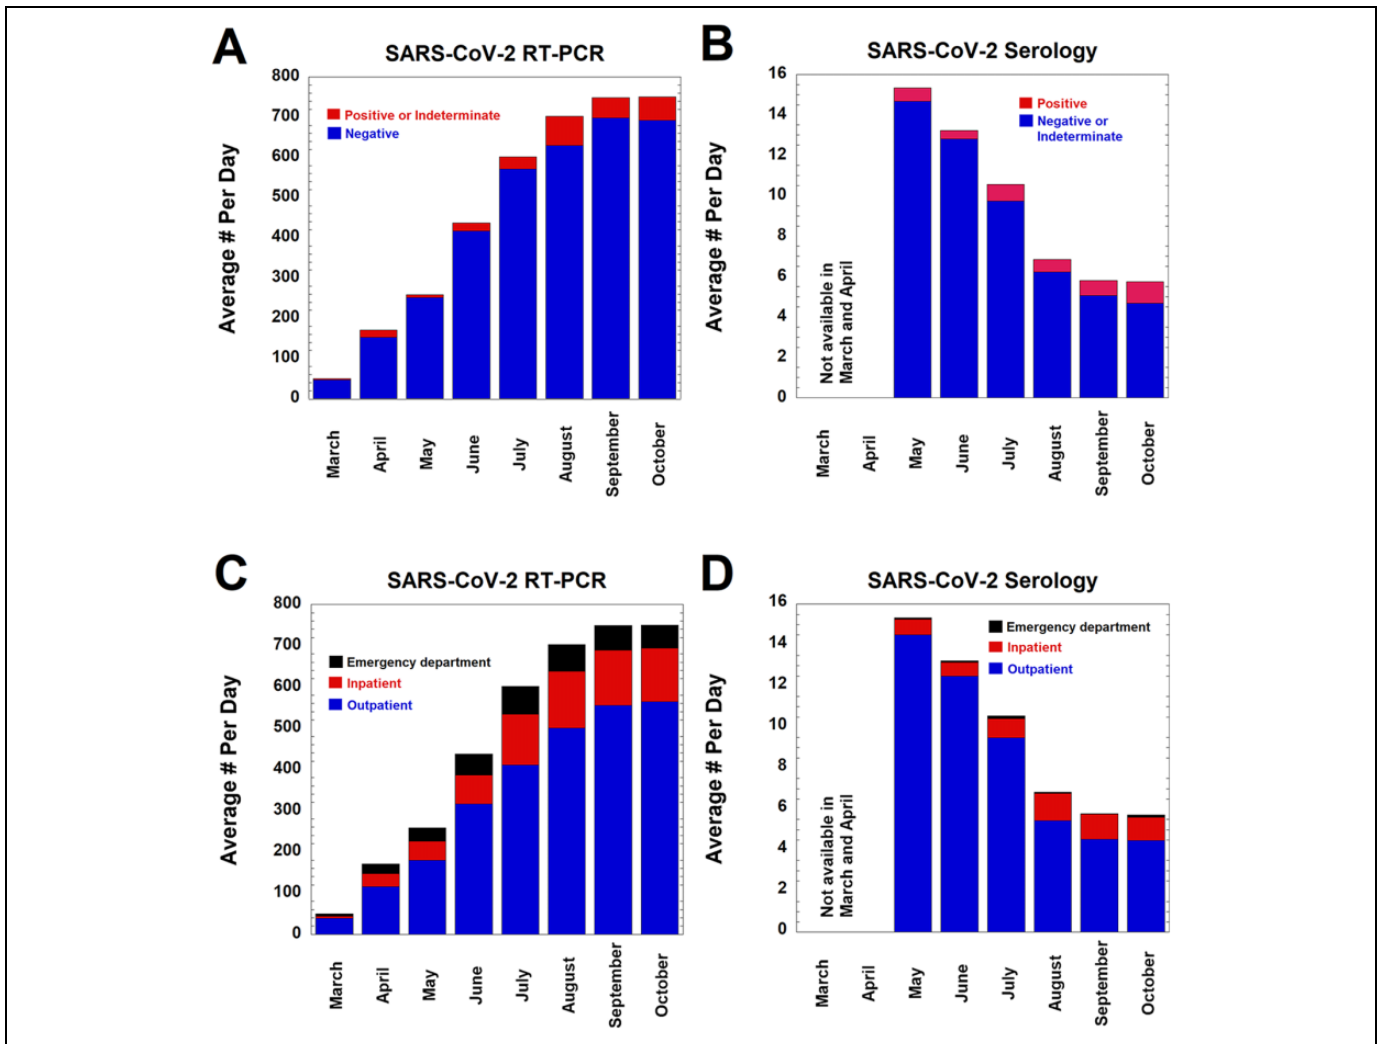 A
SARS-CoV-2 RT-PCR
Average # Per Day
800
700
600
500
400
300
200
100
0
Positive or Indeterminate
Negative
March
April
May
June
July
August
September
October
B
SARS-CoV-2 Serology
Average # Per Day
16
14
12
10
8
6
4
2
0
Positive
Negative or
Indeterminate
Not available in
March and April
March
April
May
June
July
August
September
October
C
SARS-CoV-2 RT-PCR
Average # Per Day
800
700
600
500
400
300
200
100
0
Emergency department
Inpatient
Outpatient
March
April
May
June
July
August
September
October
D
SARS-CoV-2 Serology
Average # Per Day
16
14
12
10
8
6
4
2
0
Emergency department
Inpatient
Outpatient
Not available in
March and April
March
April
May
June
July
August
September
October